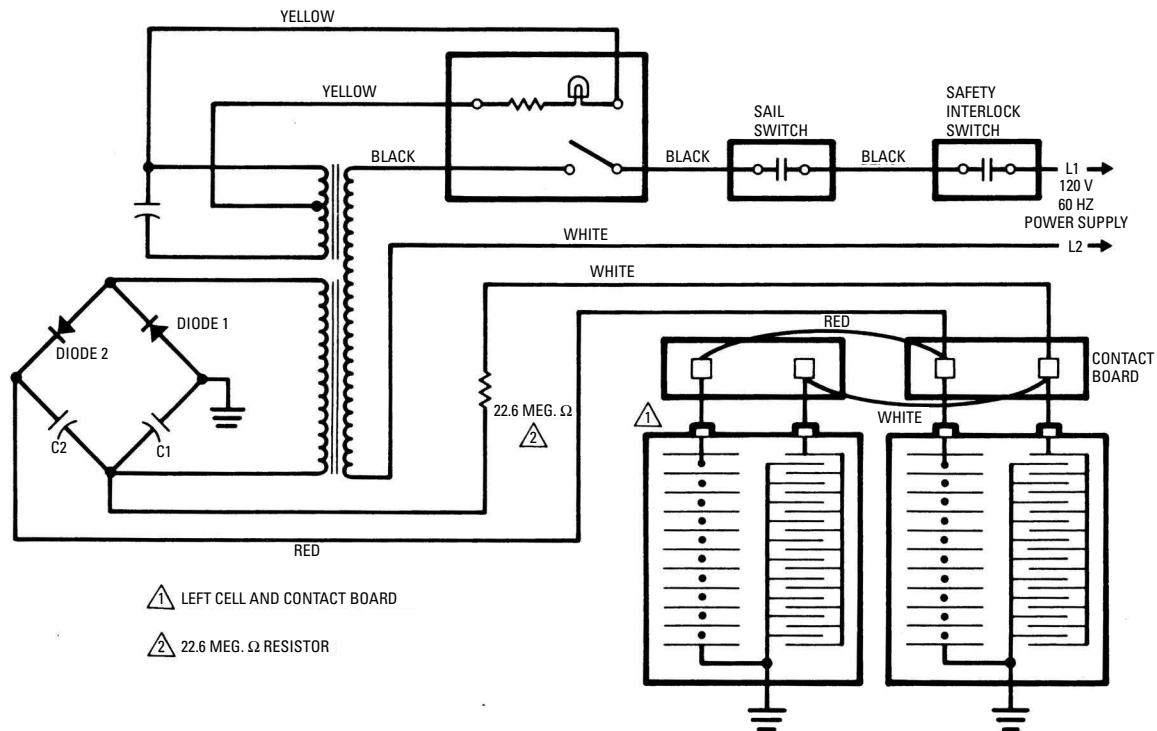 YELLOW
YELLOW
BLACK
BLACK
SAIL
SWITCH
BLACK
SAFETY
INTERLOCK
SWITCH
L1
120 V
60 HZ
POWER SUPPLY
WHITE
L2
WHITE
DIODE 1
DIODE 2
RED
CONTACT
BOARD
22.6 MEG. Ω
2
1
WHITE
C2
C1
RED
1 LEFT CELL AND CONTACT BOARD
2 22.6 MEG. Ω RESISTOR